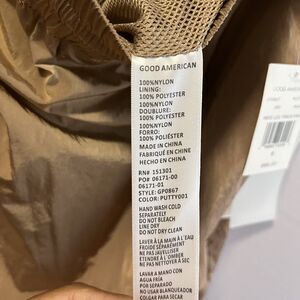 GOOD AMERICAN
100%NYLON
LINING:
100% POLYESTER
100%NYLON
DOUBLURE:
100% POLYESTER
100%NYLON
FORRO:
100% POLIÉSTER
MADE IN CHINA
FABRIQUÉ EN CHINE
HECHO EN CHINA
RN# 151301
PO# 06171-00
06171-01
STYLE: GP0867
COLOR: PUTTY001
HAND WASH COLD
SEPARATELY
DO NOT BLEACH
LINE DRY
DO NOT DRY CLEAN
LAVER À LA MAIN À L'EAU
FROIDE SÉPARÉMENT
NE PAS JAVELLISER
ÉTENDRE À SÉCHER
NE PAS NETTOYER À SEC
LAVAR A MANO CON
AGUA FRÍA
POR SEPARADO
NO USAR BLANQUEADOR
COLGAR PARA SECAR
GOOD AMERICAN